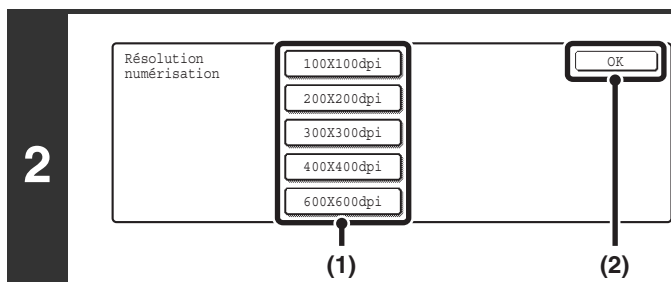 2
Résolution
numérisation
100X100dpi
200X200dpi
300X300dpi
400X400dpi
600X600dpi
OK
(1)
(2)